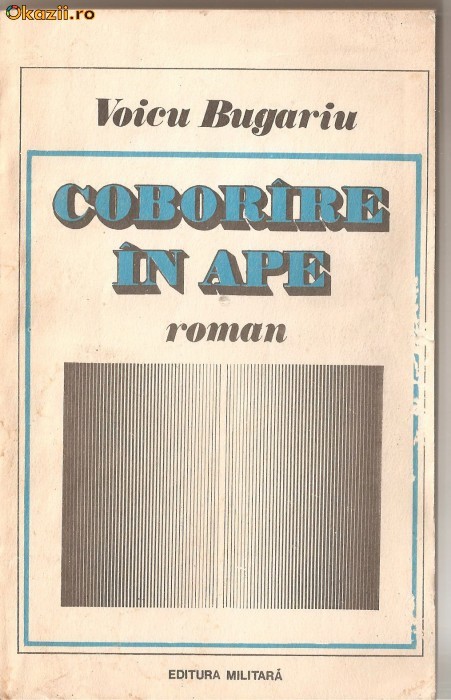 Okazii.ro
Voicu Bugariu
COBORÎRE
ÎN APE
roman
EDITURA MILITARĂ